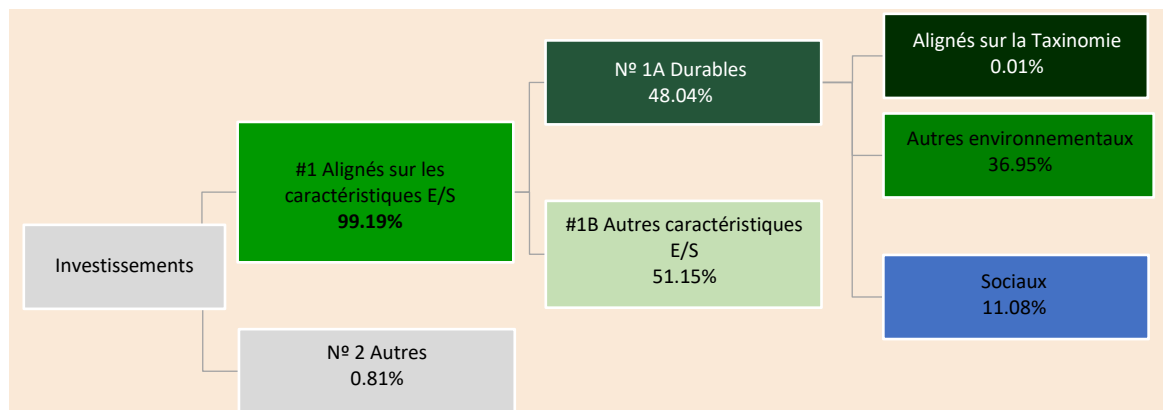 Investissements
#1 Alignés sur les
caractéristiques E/S
99.19%
Nº 2 Autres
0.81%
Nº 1A Durables
48.04%
#1B Autres caractéristiques
E/S
51.15%
Alignés sur la Taxinomie
0.01%
Autres environnementaux
36.95%
Sociaux
11.08%